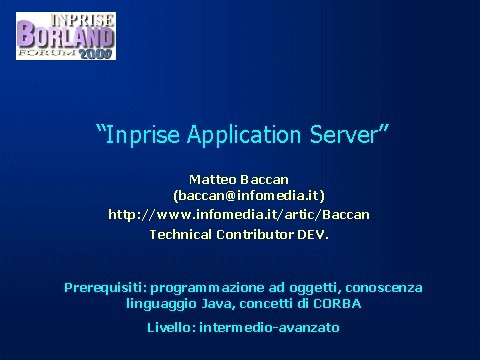 INPRISE
BORLAND
FORUM 2000
“Inprise Application Server”
Matteo Baccan
(baccan@infomedia.it)
http://www.infomedia.it/artic/Baccan
Technical Contributor DEV.
Prerequisiti: programmazione ad oggetti, conoscenza
linguaggio Java, concetti di CORBA
Livello: intermedio-avanzato